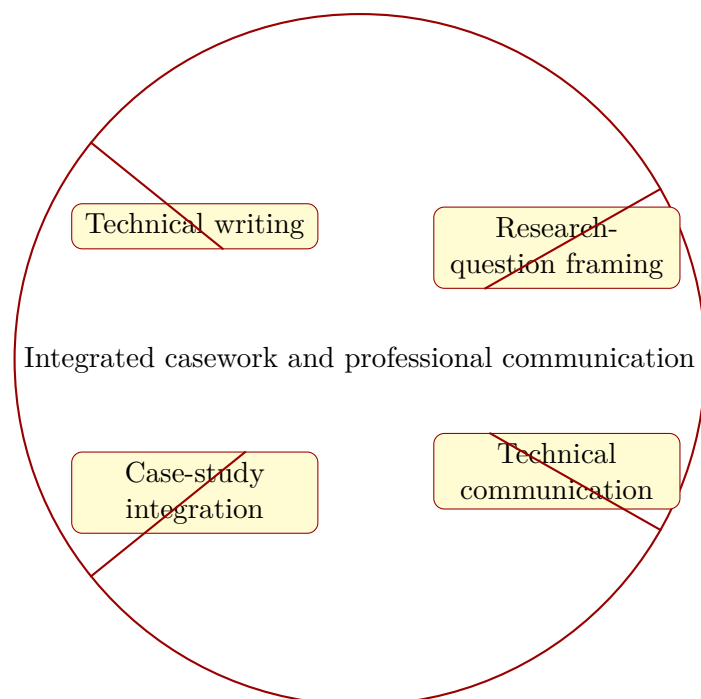 Technical writing
Research-
question framing
Integrated casework and professional communication
Case-study
integration
Technical
communication